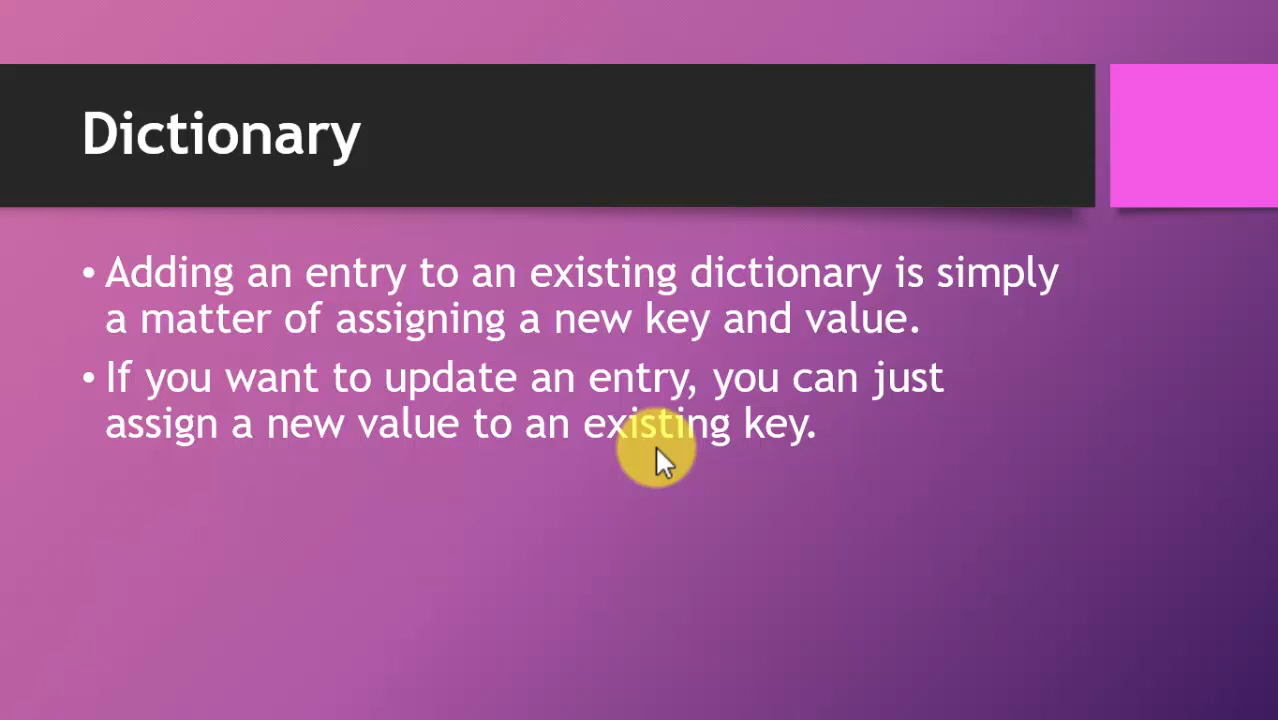 Dictionary
• Adding an entry to an existing dictionary is simply
a matter of assigning a new key and value.
• If you want to update an entry, you can just
assign a new value to an existing key.